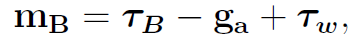 m_B = τ_B − g_a + τ_w,